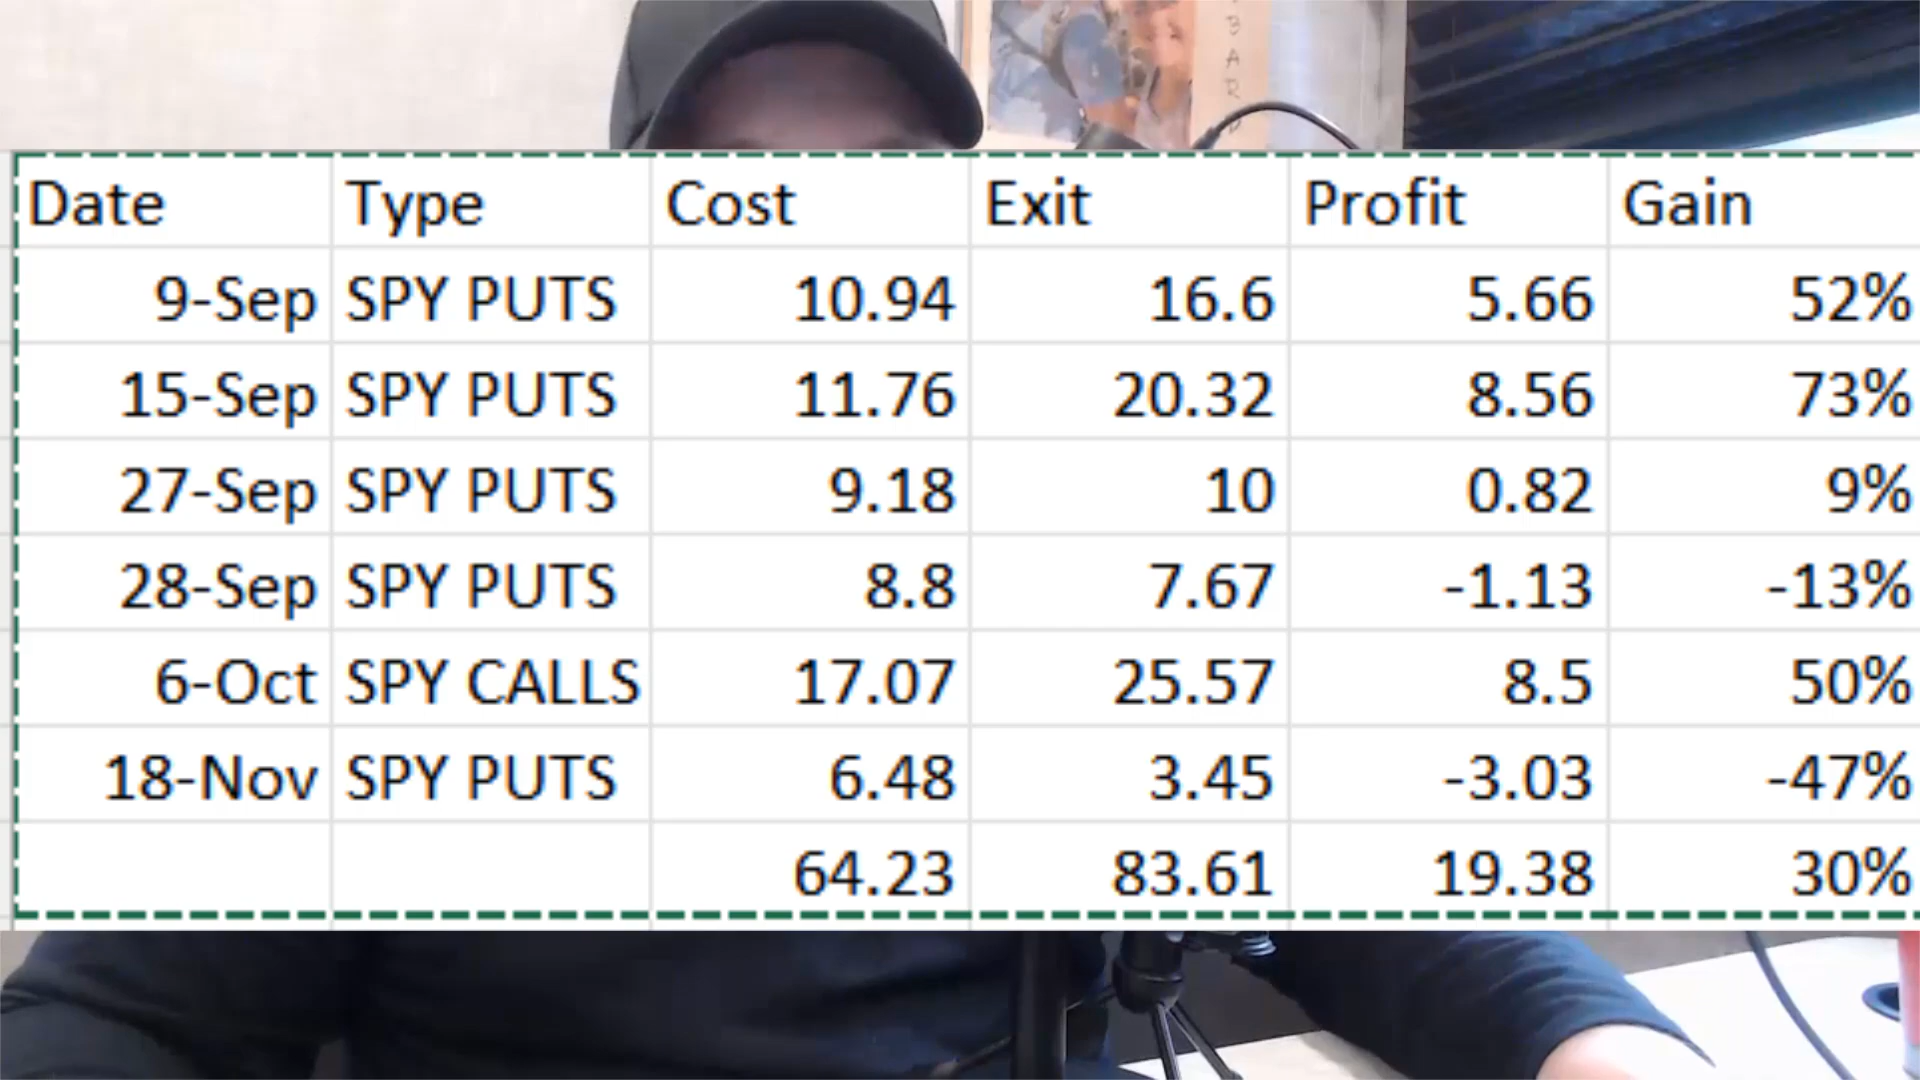 BAR
Date Type Cost Exit Profit Gain
9-Sep SPY PUTS 10.94 16.6 5.66 52%
15-Sep SPY PUTS 11.76 20.32 8.56 73%
27-Sep SPY PUTS 9.18 10 0.82 9%
28-Sep SPY PUTS 8.8 7.67 -1.13 -13%
6-Oct SPY CALLS 17.07 25.57 8.5 50%
18-Nov SPY PUTS 6.48 3.45 -3.03 -47%
64.23 83.61 19.38 30%